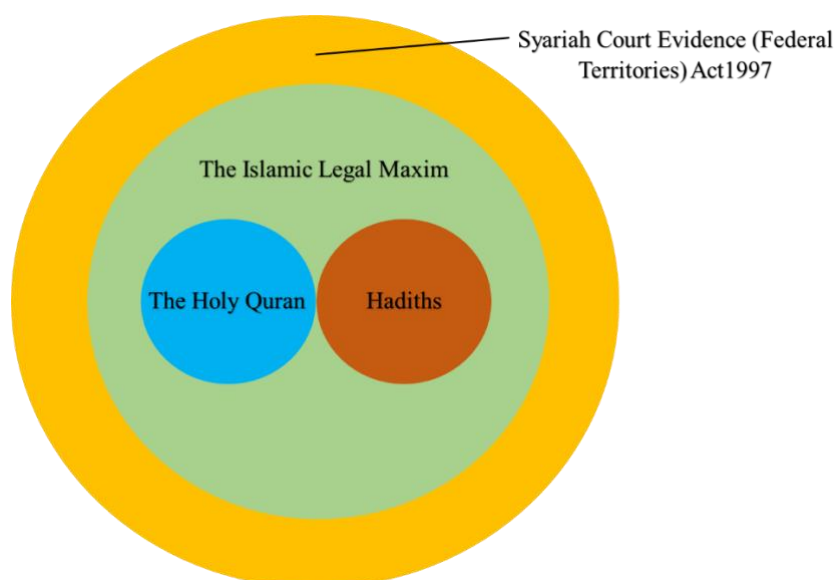 Syariah Court Evidence (Federal
Territories) Act1997
The Islamic Legal Maxim
The Holy Quran
Hadiths